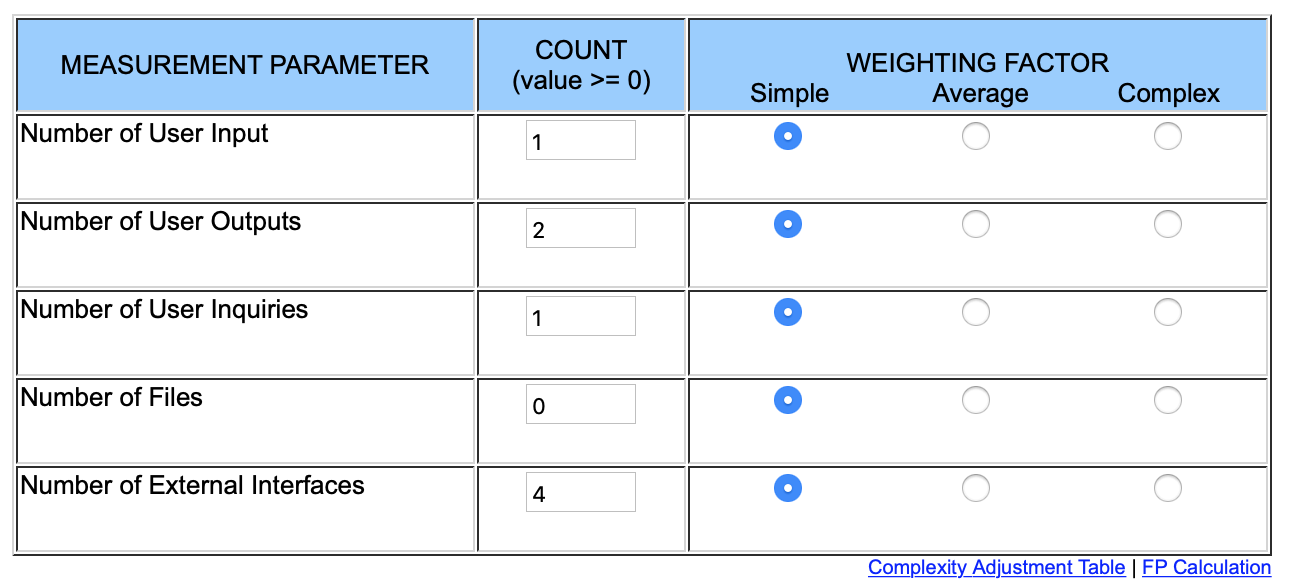 MEASUREMENT PARAMETER
COUNT
(value >= 0)
WEIGHTING FACTOR
Simple Average Complex
Number of User Input 1
Number of User Outputs 2
Number of User Inquiries 1
Number of Files 0
Number of External Interfaces 4
Complexity Adjustment Table | FP Calculation